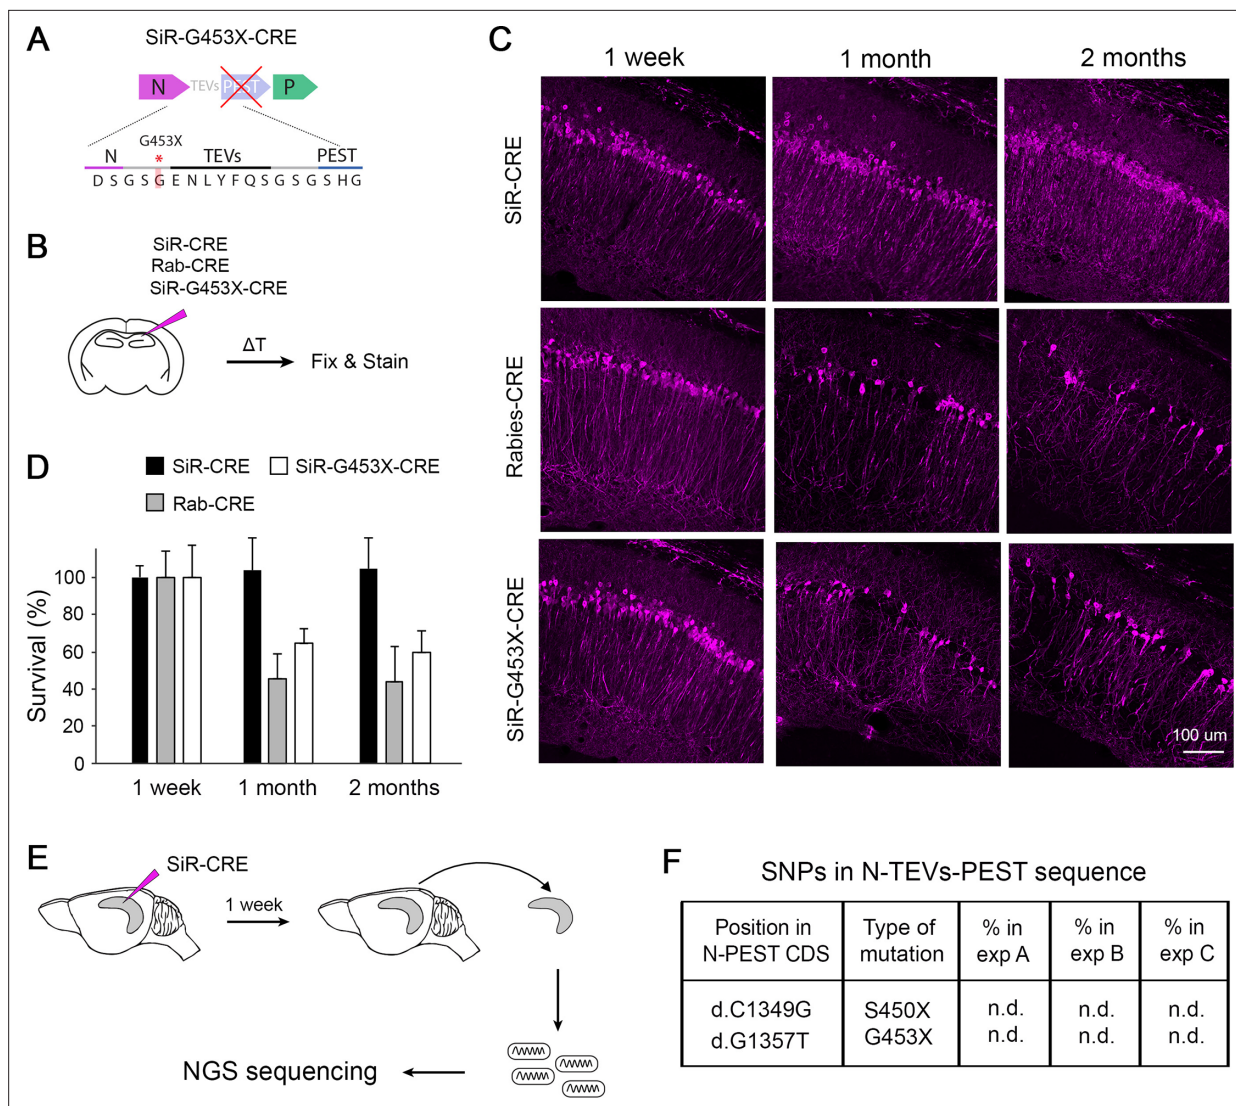 A
SiR-G453X-CRE
N TEVs PEST P
G453X
*
N TEVs PEST
D S G S G E N L Y F Q S G S G S H G
B
SiR-CRE
Rab-CRE
SiR-G453X-CRE
ΔT
Fix & Stain
C
1 week 1 month 2 months
SiR-CRE
Rabies-CRE
SiR-G453X-CRE
100 um
D
SiR-CRE SiR-G453X-CRE
Rab-CRE
Survival (%)
100
80
60
40
20
0
1 week 1 month 2 months
E
SiR-CRE
1 week
NGS sequencing
F
SNPs in N-TEVs-PEST sequence
Position in N-PEST CDS Type of mutation % in exp A % in exp B % in exp C
d.C1349G S450X n.d. n.d. n.d.
d.G1357T G453X n.d. n.d. n.d.